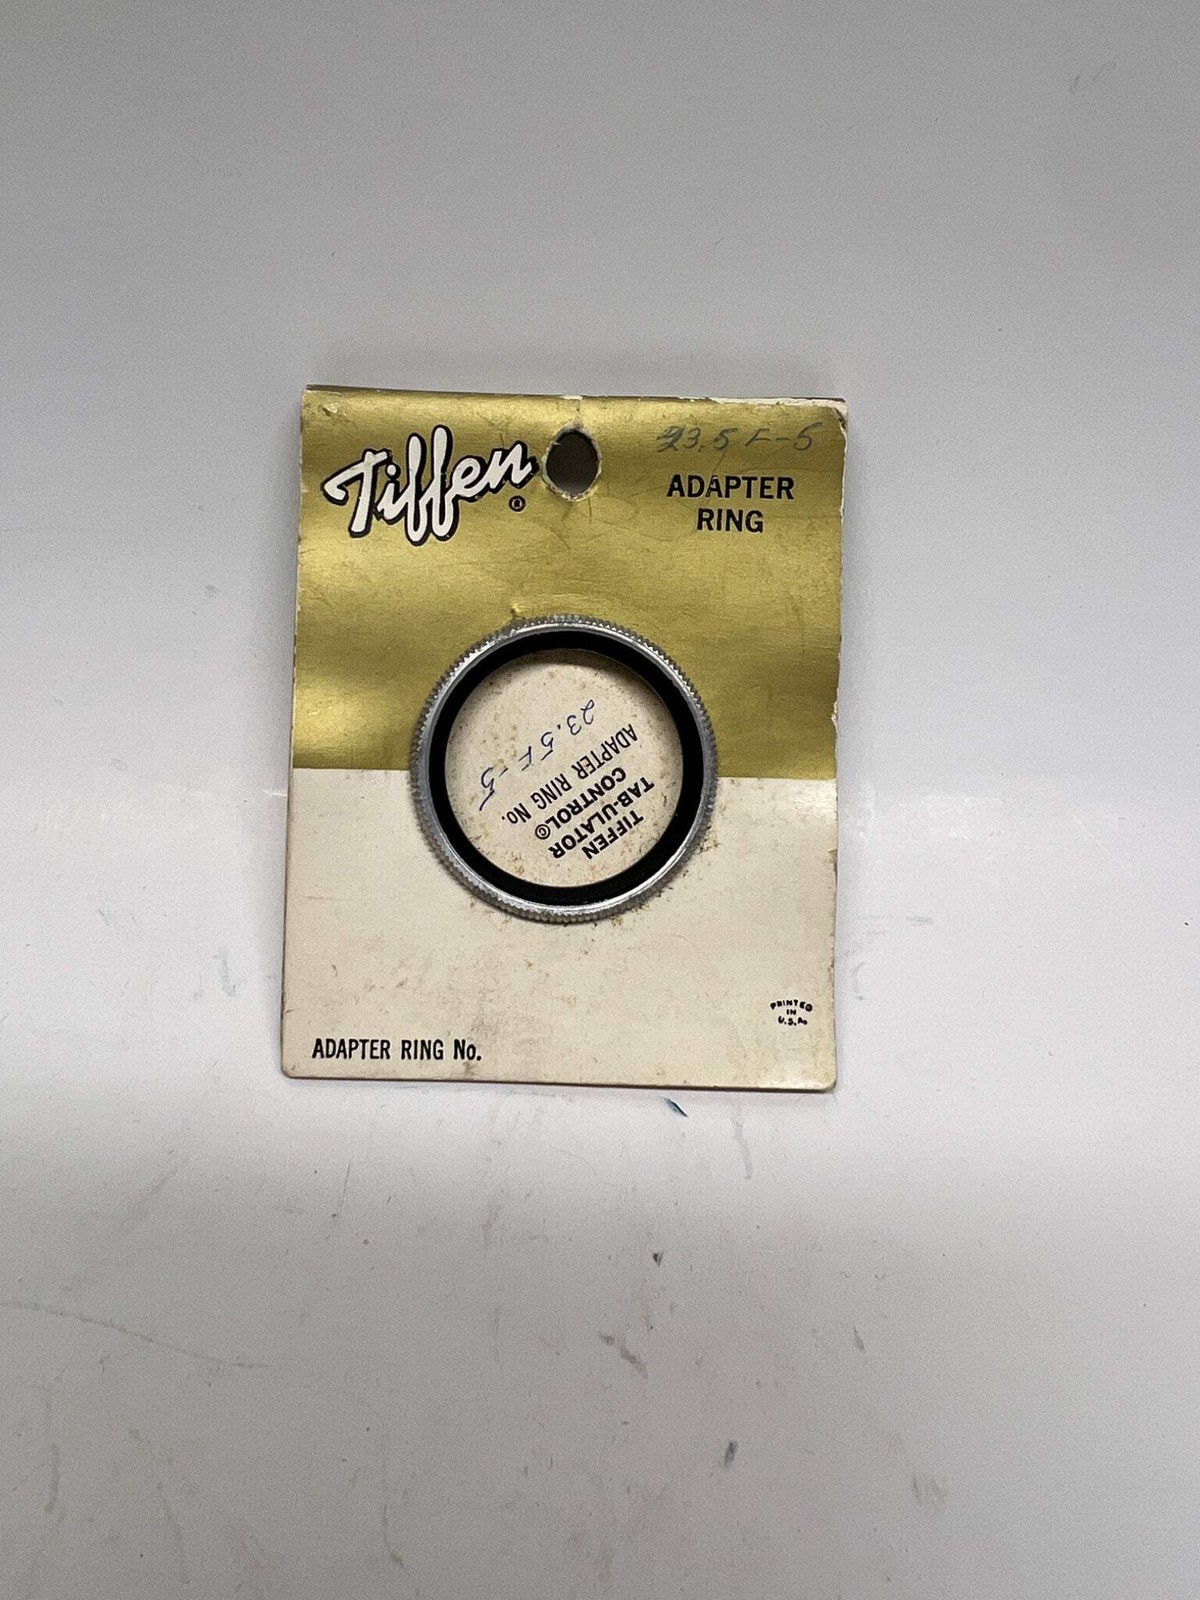 Tiffen®
23.5 F-5
ADAPTER
RING
TIFFEN
TAB-ULATOR
CONTROL©
ADAPTER RING No.
23.5 F-5
PRINTED
IN
U.S.A.
ADAPTER RING No.